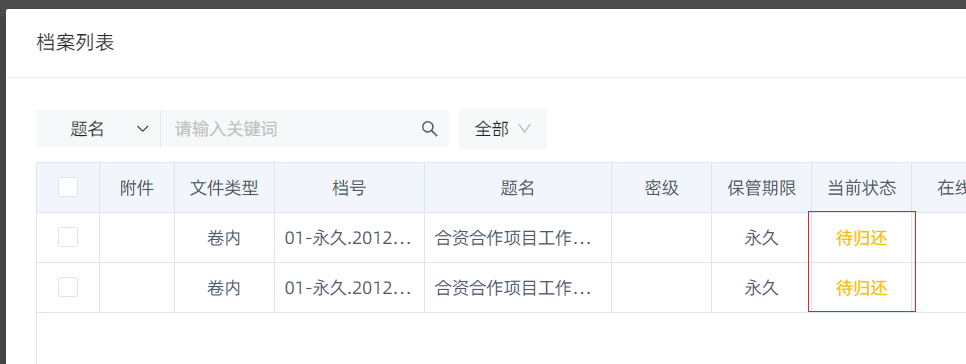 档案列表
题名 请输入关键词 全部
附件 文件类型 档号 题名 密级 保管期限 当前状态 在线
卷内 01-永久.2012... 合资合作项目工作... 永久 待归还
卷内 01-永久.2012... 合资合作项目工作... 永久 待归还